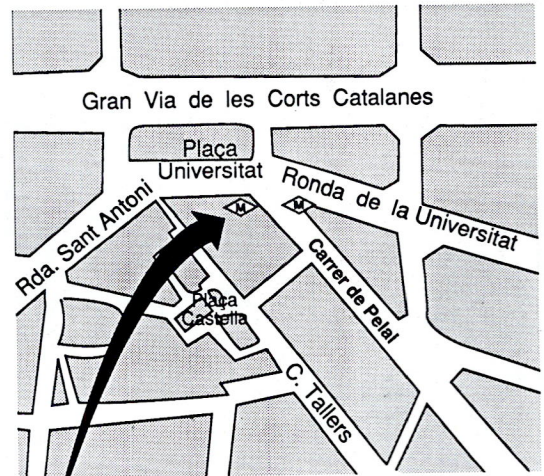 Gran Via de les Corts Catalanes
Plaça
Universitat
Ronda de la Universitat
Rda. Sant Antoni
M
M
Carrer de Pelai
Plaça
Castella
C. Tallers